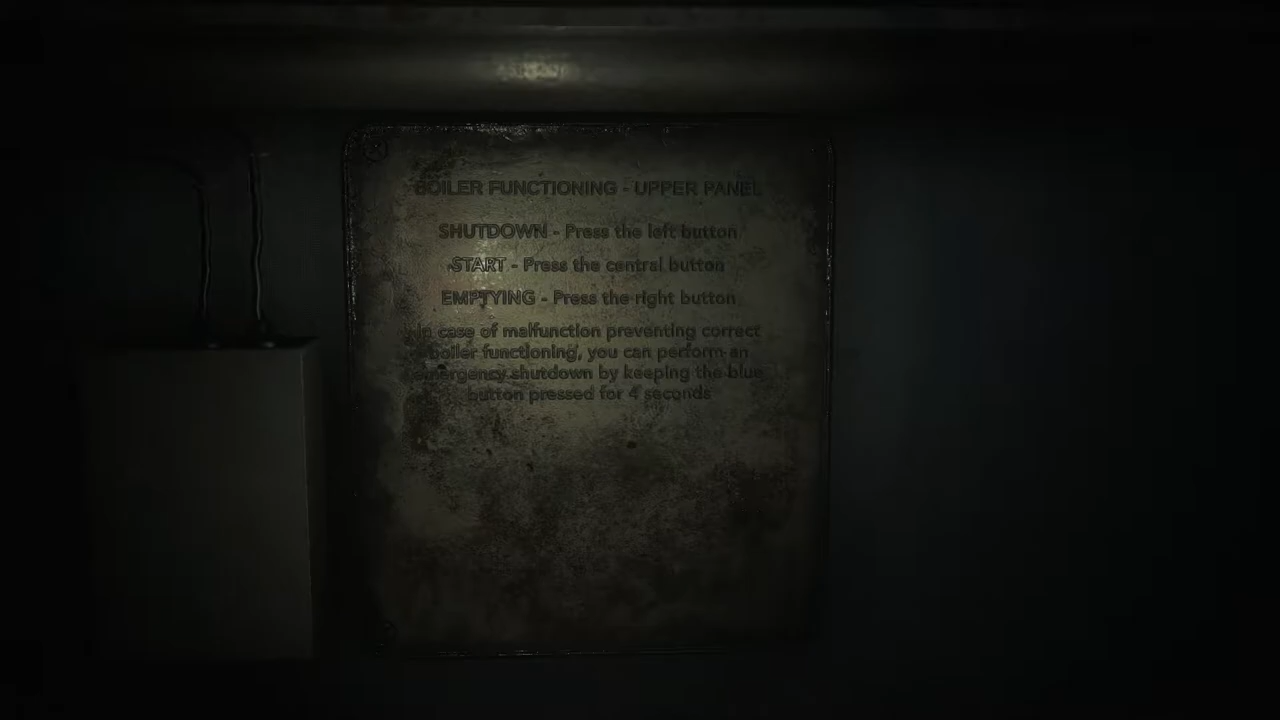 BOILER FUNCTIONING - UPPER PANEL
SHUTDOWN - Press the left button
START - Press the central button
EMPTYING - Press the right button
In case of malfunction preventing correct
boiler functioning, you can perform an
emergency shutdown by keeping the blue
button pressed for 4 seconds